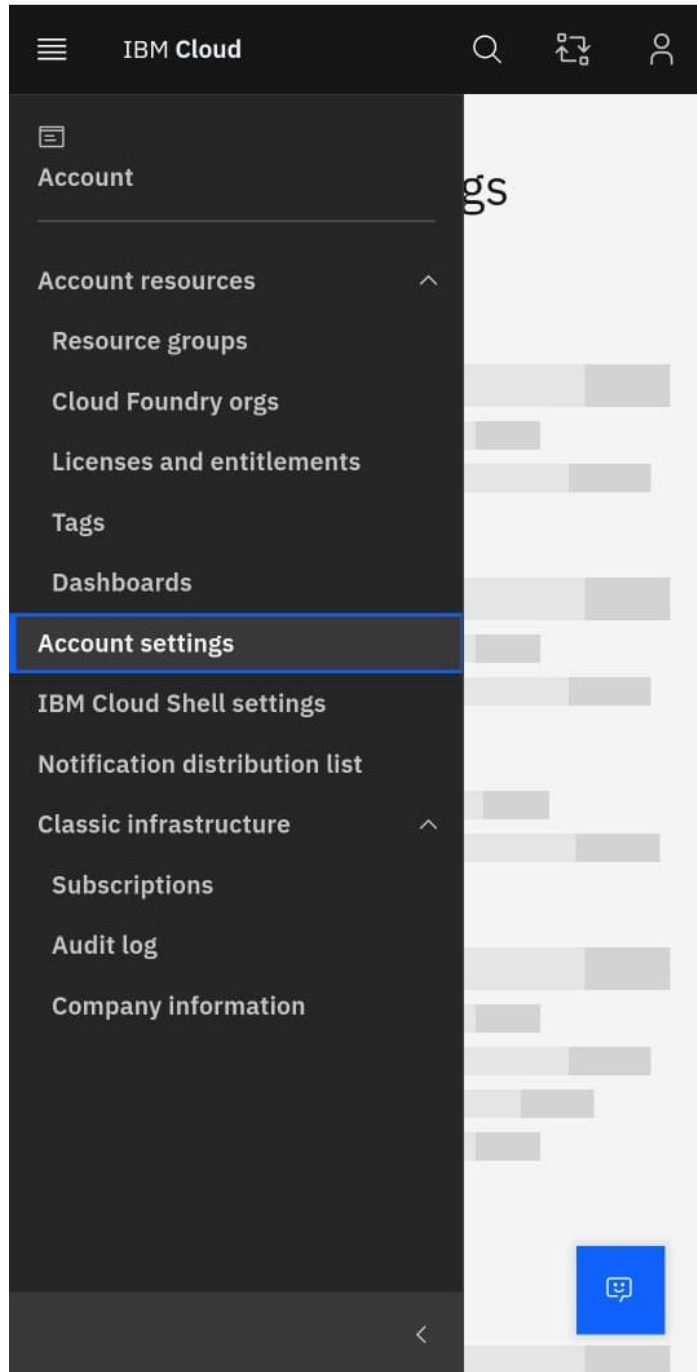 IBM Cloud
Account
gs
Account resources
Resource groups
Cloud Foundry orgs
Licenses and entitlements
Tags
Dashboards
Account settings
IBM Cloud Shell settings
Notification distribution list
Classic infrastructure
Subscriptions
Audit log
Company information